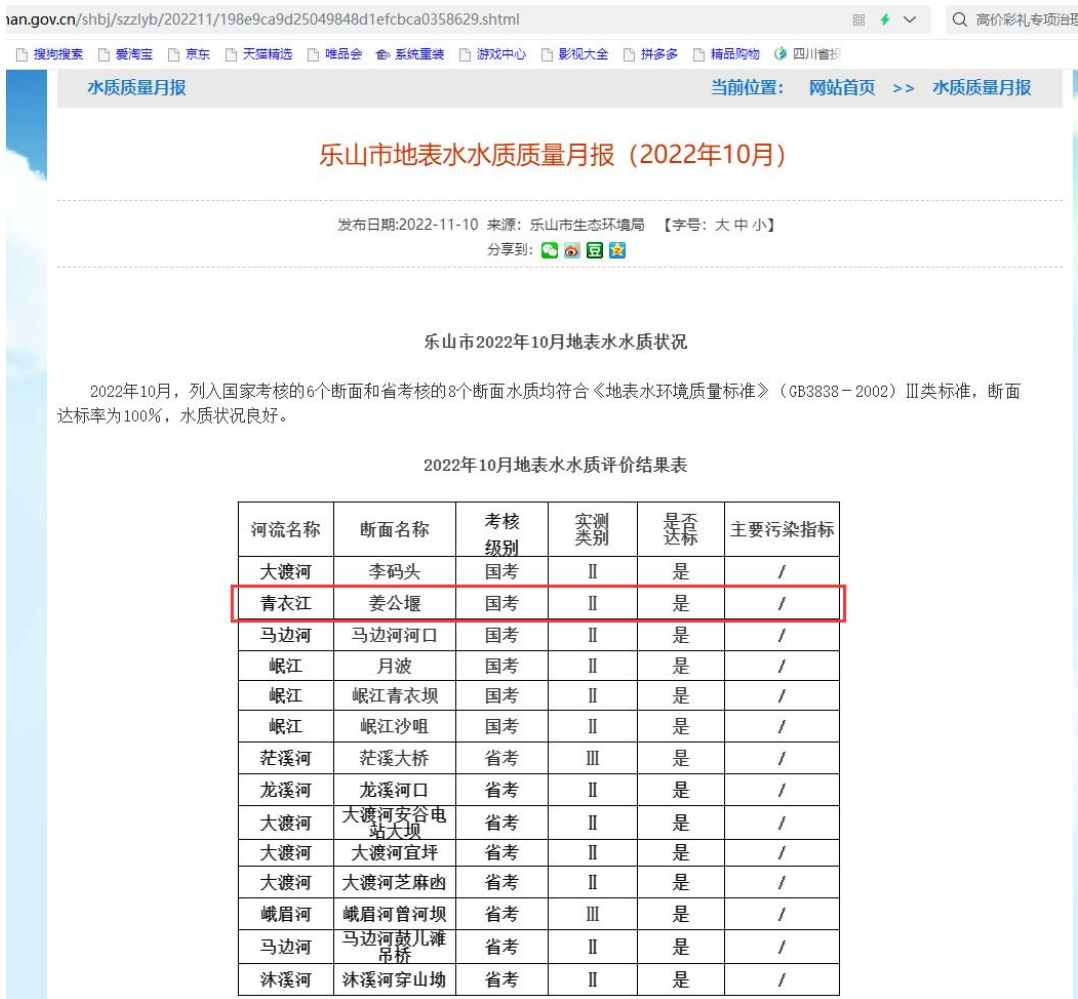 nan.gov.cn/shbj/szzlyb/202211/198e9ca9d25049848d1efcbca0358629.shtml 高价彩礼专项治理
搜狗搜索 爱淘宝 京东 天猫精选 唯品会 系统重装 游戏中心 影视大全 拼多多 精品购物 四川省投
水质质量月报 当前位置： 网站首页 >> 水质质量月报
乐山市地表水水质质量月报（2022年10月）
发布日期:2022-11-10 来源：乐山市生态环境局 【字号：大 中 小】
分享到：
豆
乐山市2022年10月地表水水质状况
2022年10月，列入国家考核的6个断面和省考核的8个断面水质均符合《地表水环境质量标准》（GB3838－2002）Ⅲ类标准，断面
达标率为100%，水质状况良好。
2022年10月地表水水质评价结果表
河流名称 断面名称 考核级别 实测类别 是否达标 主要污染指标
大渡河 李码头 国考 Ⅱ 是 /
青衣江 姜公堰 国考 Ⅱ 是 /
马边河 马边河河口 国考 Ⅱ 是 /
岷江 月波 国考 Ⅱ 是 /
岷江 岷江青衣坝 国考 Ⅱ 是 /
岷江 岷江沙咀 国考 Ⅱ 是 /
茫溪河 茫溪大桥 省考 Ⅲ 是 /
龙溪河 龙溪河口 省考 Ⅱ 是 /
大渡河 大渡河安谷电站大坝 省考 Ⅱ 是 /
大渡河 大渡河宜坪 省考 Ⅱ 是 /
大渡河 大渡河芝麻凼 省考 Ⅱ 是 /
峨眉河 峨眉河曾河坝 省考 Ⅲ 是 /
马边河 马边河鼓儿滩吊桥 省考 Ⅱ 是 /
沐溪河 沐溪河穿山坳 省考 Ⅱ 是 /